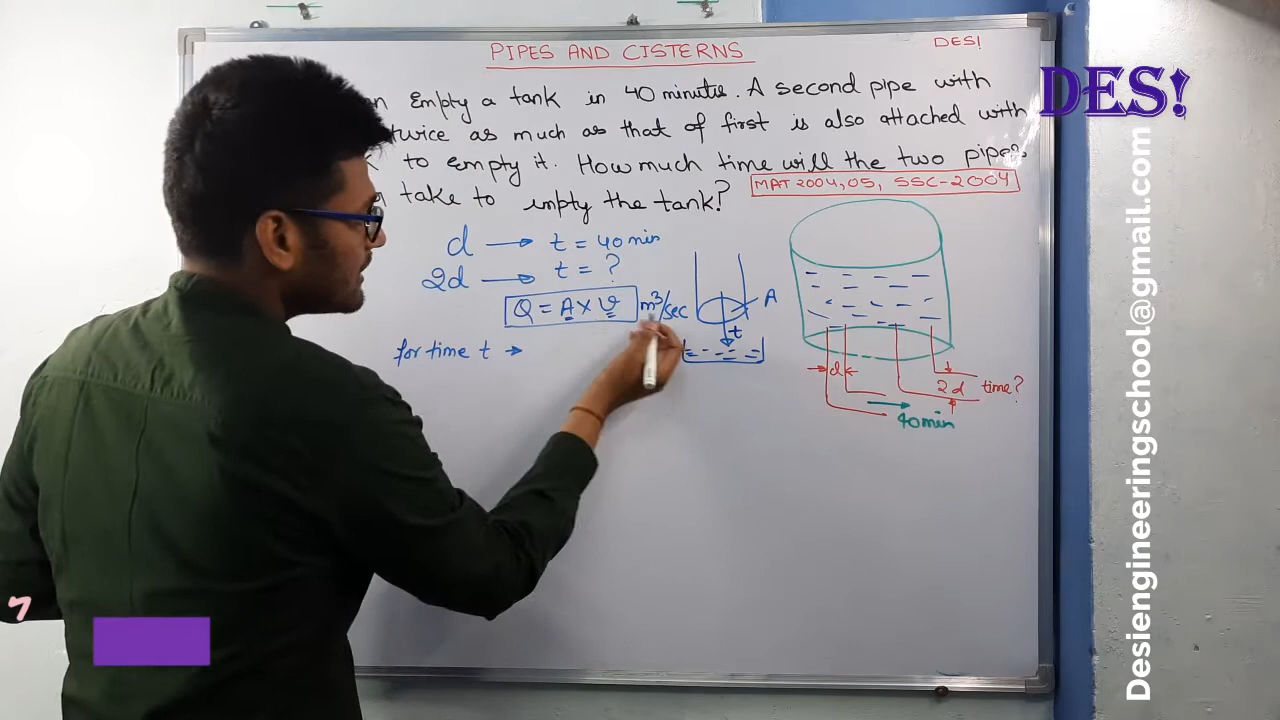 PIPES AND CISTERNS
DES!
DES!
n Empty a tank in 40 minutes. A second pipe with
twice as much as that of first is also attached with
to empty it. How much time will the two pipes
take to empty the tank?
MAT 2004, 05, SSC-2004
d → t = 40 min
2d → t = ?
Q = A × v m³/sec
for time t →
A
t
d
2d time?
40 min
Desiengineeringschool@gmail.com